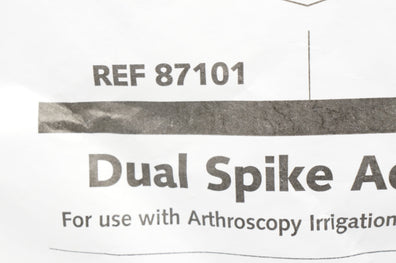 REF 87101
Dual Spike A
For use with Arthroscopy Irrigation